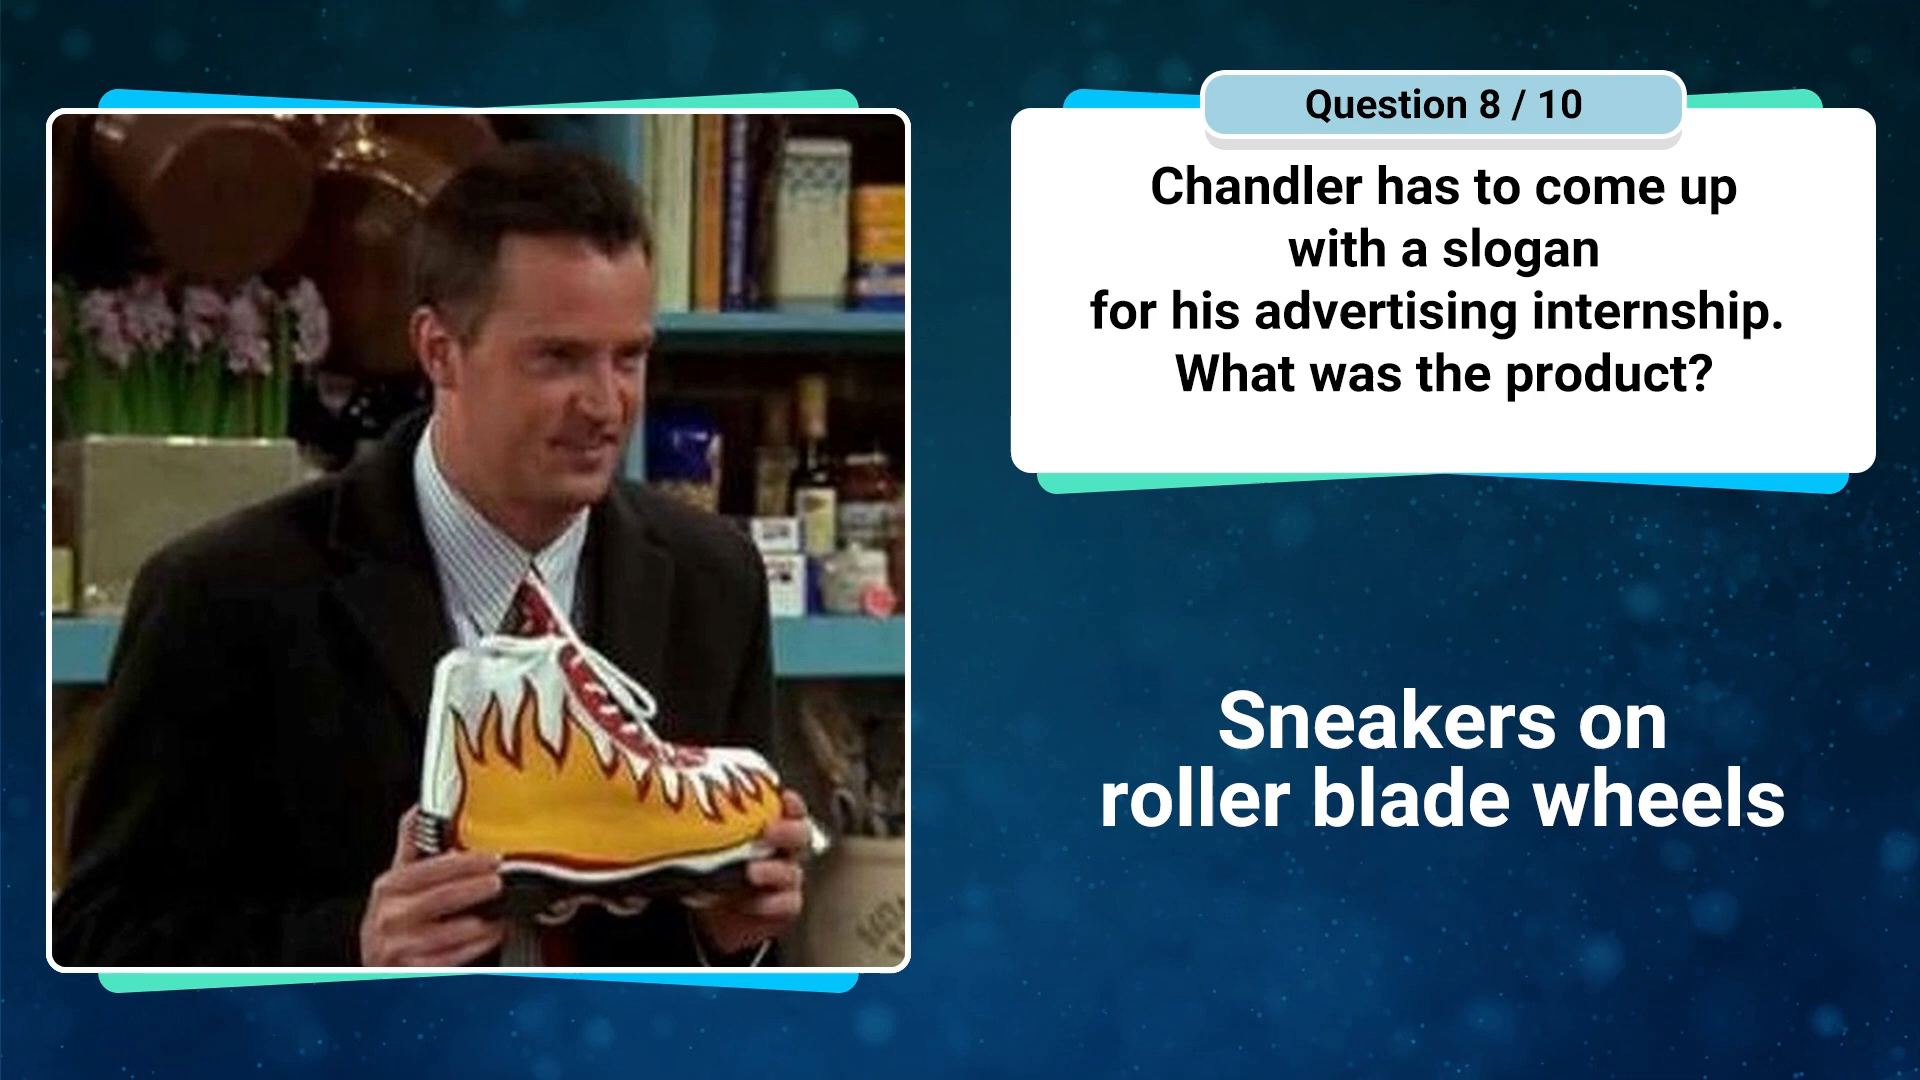 Question 8 / 10
Chandler has to come up
with a slogan
for his advertising internship.
What was the product?
Sneakers on
roller blade wheels